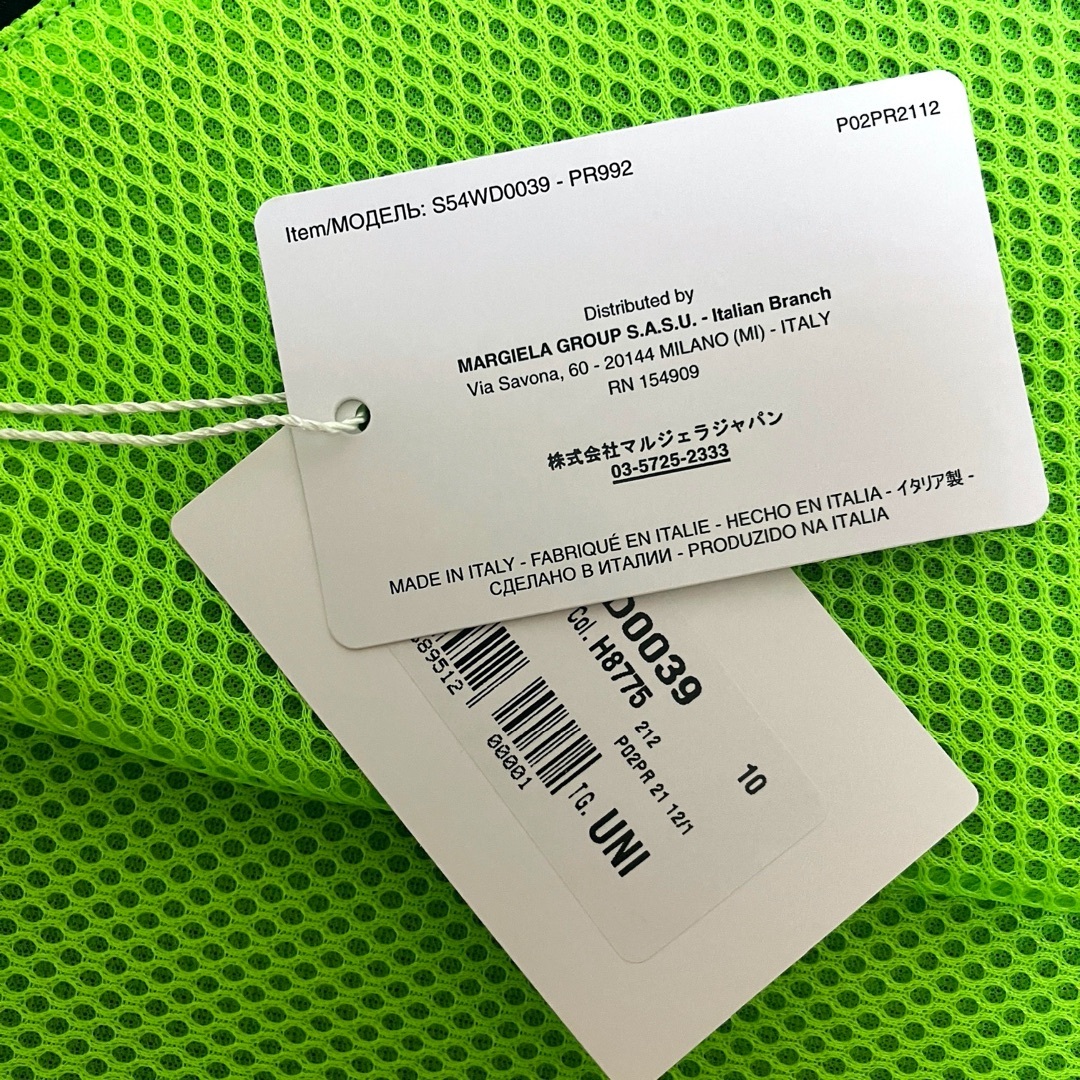 P02PR2112
Item/МОДЕЛЬ: S54WD0039 - PR992
Distributed by
MARGIELA GROUP S.A.S.U. - Italian Branch
Via Savona, 60 - 20144 MILANO (MI) - ITALY
RN 154909
株式会社マルジェラジャパン
03-5725-2333
MADE IN ITALY - FABRIQUÉ EN ITALIE - HECHO EN ITALIA - イタリア製 -
СДЕЛАНО В ИТАЛИИ - PRODUZIDO NA ITALIA
D0039
Col. H8775
212
P02PR 21 12/1
10
89512
00001
TG. UNI